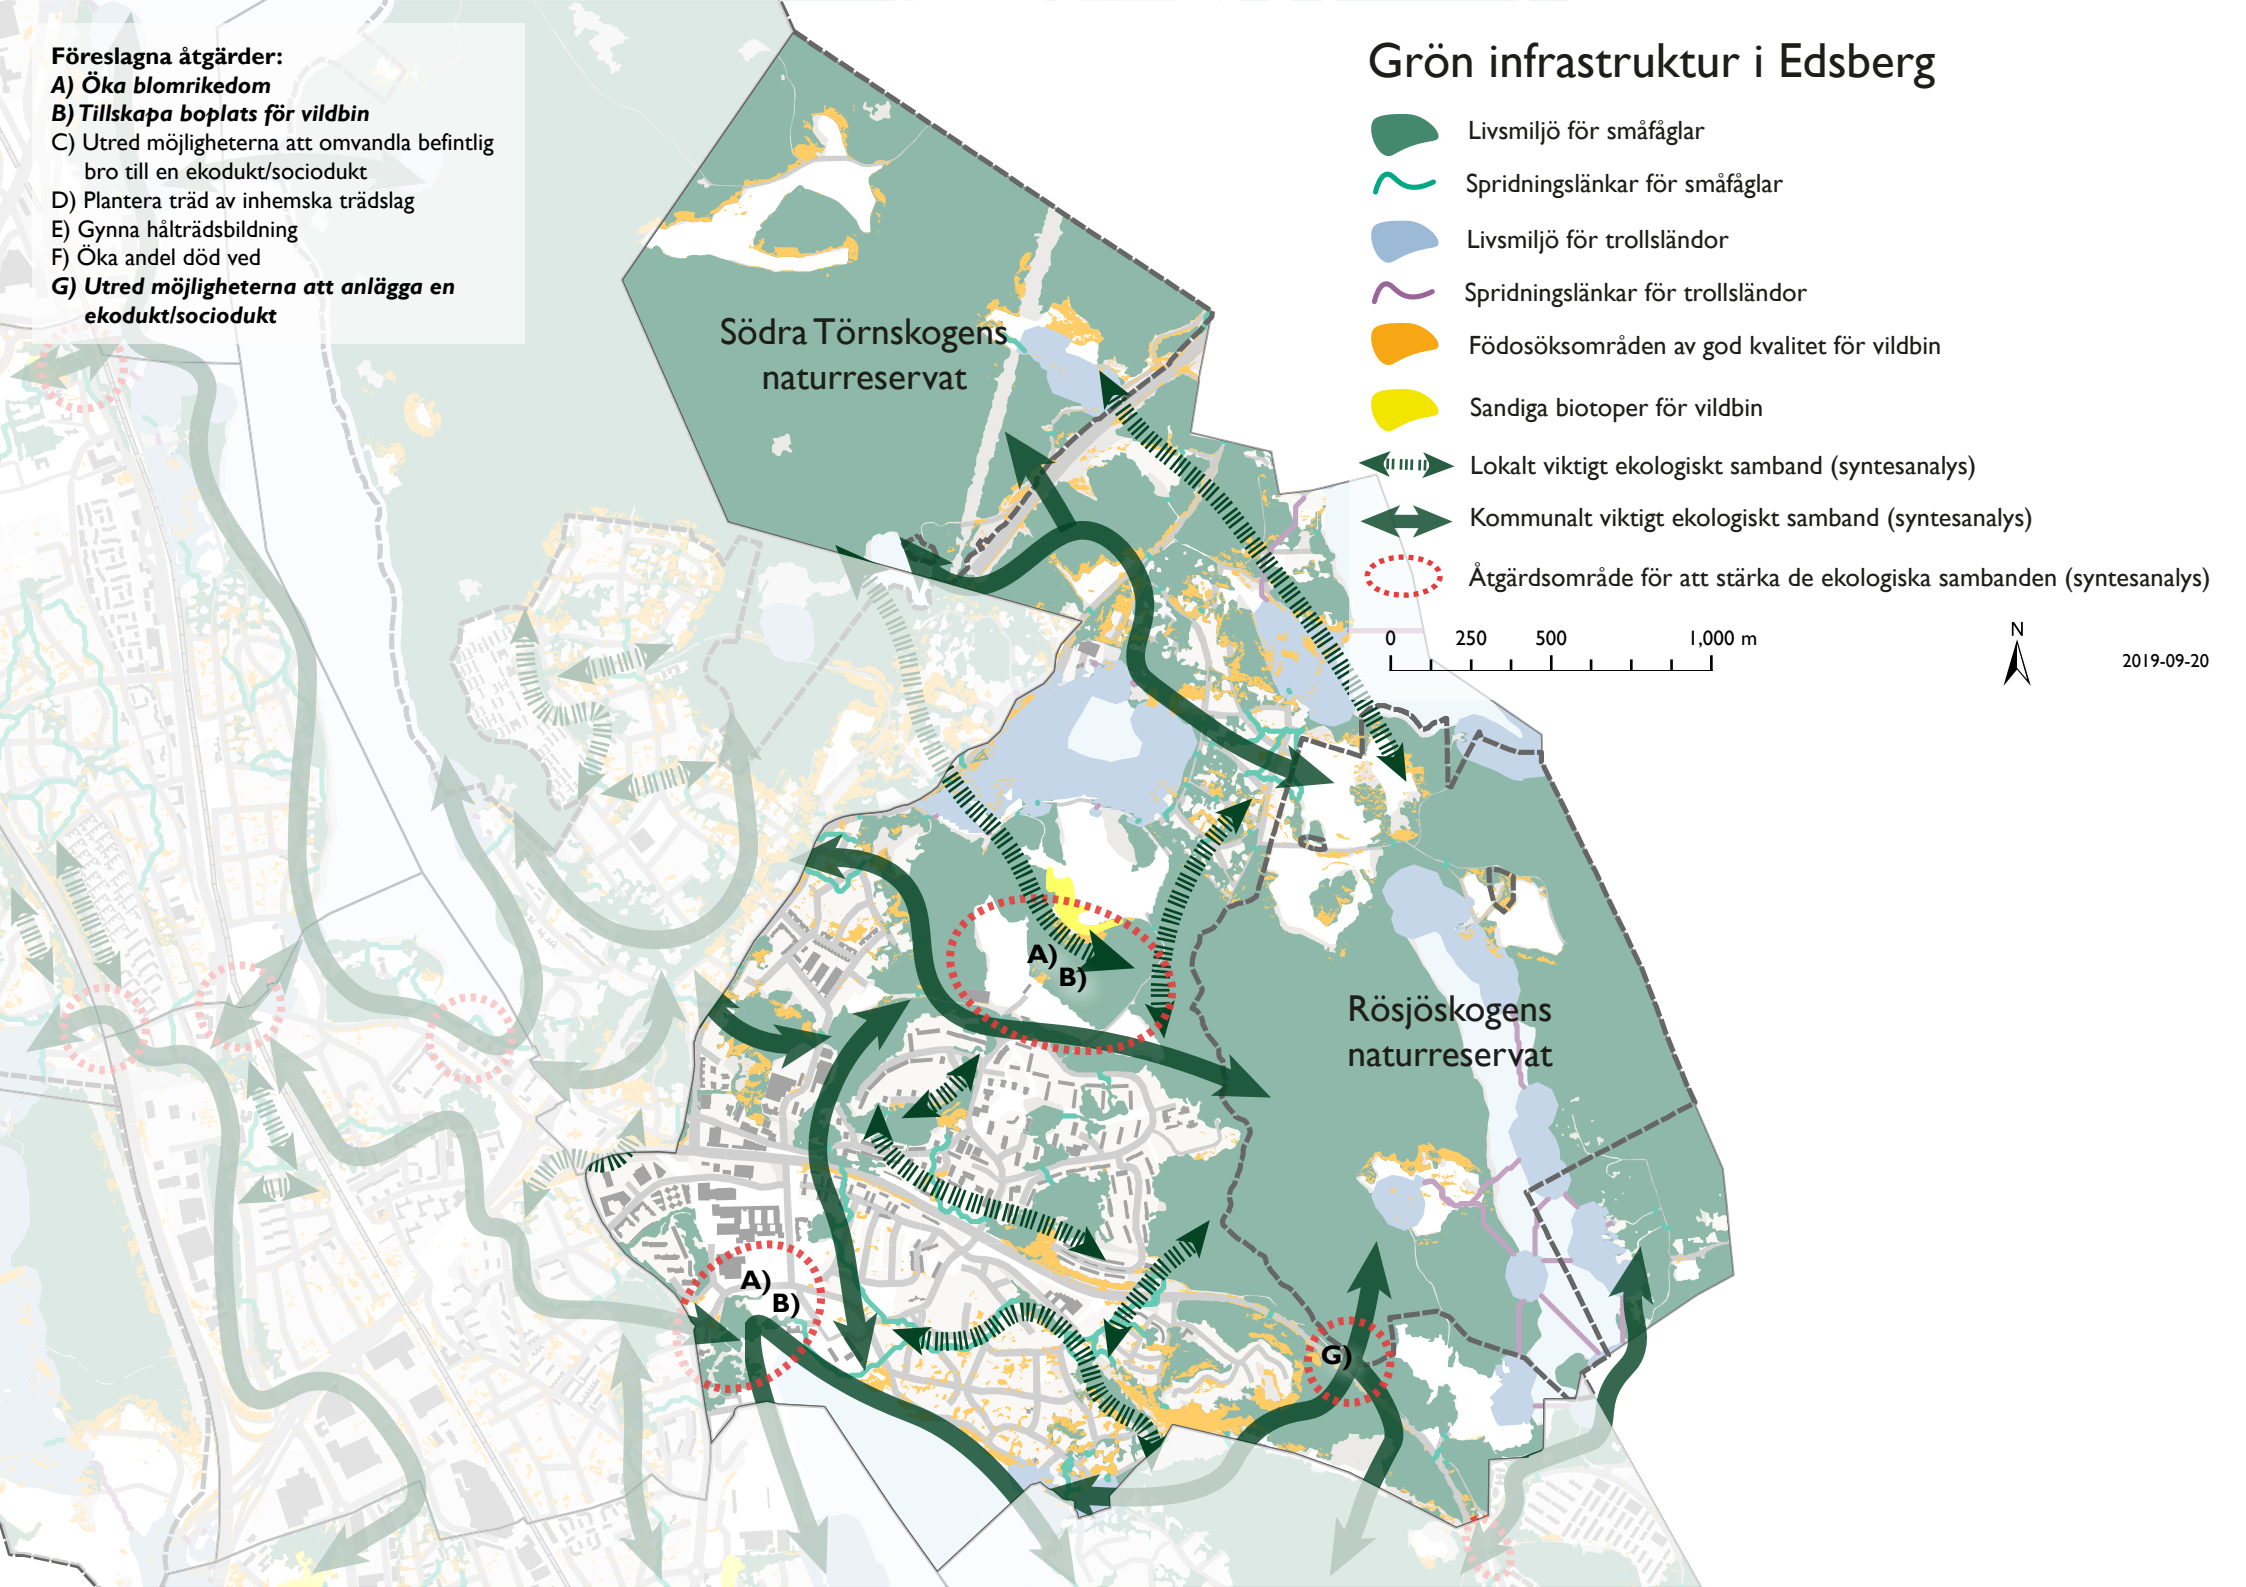 Föreslagna åtgärder:
A) Öka blomrikedom
B) Tillskapa boplats för vildbin
C) Utred möjligheterna att omvandla befintlig
bro till en ekodukt/sociodukt
D) Plantera träd av inhemska trädslag
E) Gynna hålträdsbildning
F) Öka andel död ved
G) Utred möjligheterna att anlägga en
ekodukt/sociodukt
Grön infrastruktur i Edsberg
Livsmiljö för småfåglar
Spridningslänkar för småfåglar
Livsmiljö för trollsländor
Spridningslänkar för trollsländor
Födosöksområden av god kvalitet för vildbin
Sandiga biotoper för vildbin
Lokalt viktigt ekologiskt samband (syntesanalys)
Kommunalt viktigt ekologiskt samband (syntesanalys)
Åtgärdsområde för att stärka de ekologiska sambanden (syntesanalys)
0 250 500 1,000 m
N
2019-09-20
Södra Törnskogens
naturreservat
A)
B)
Rösjöskogens
naturreservat
A)
B)
G)